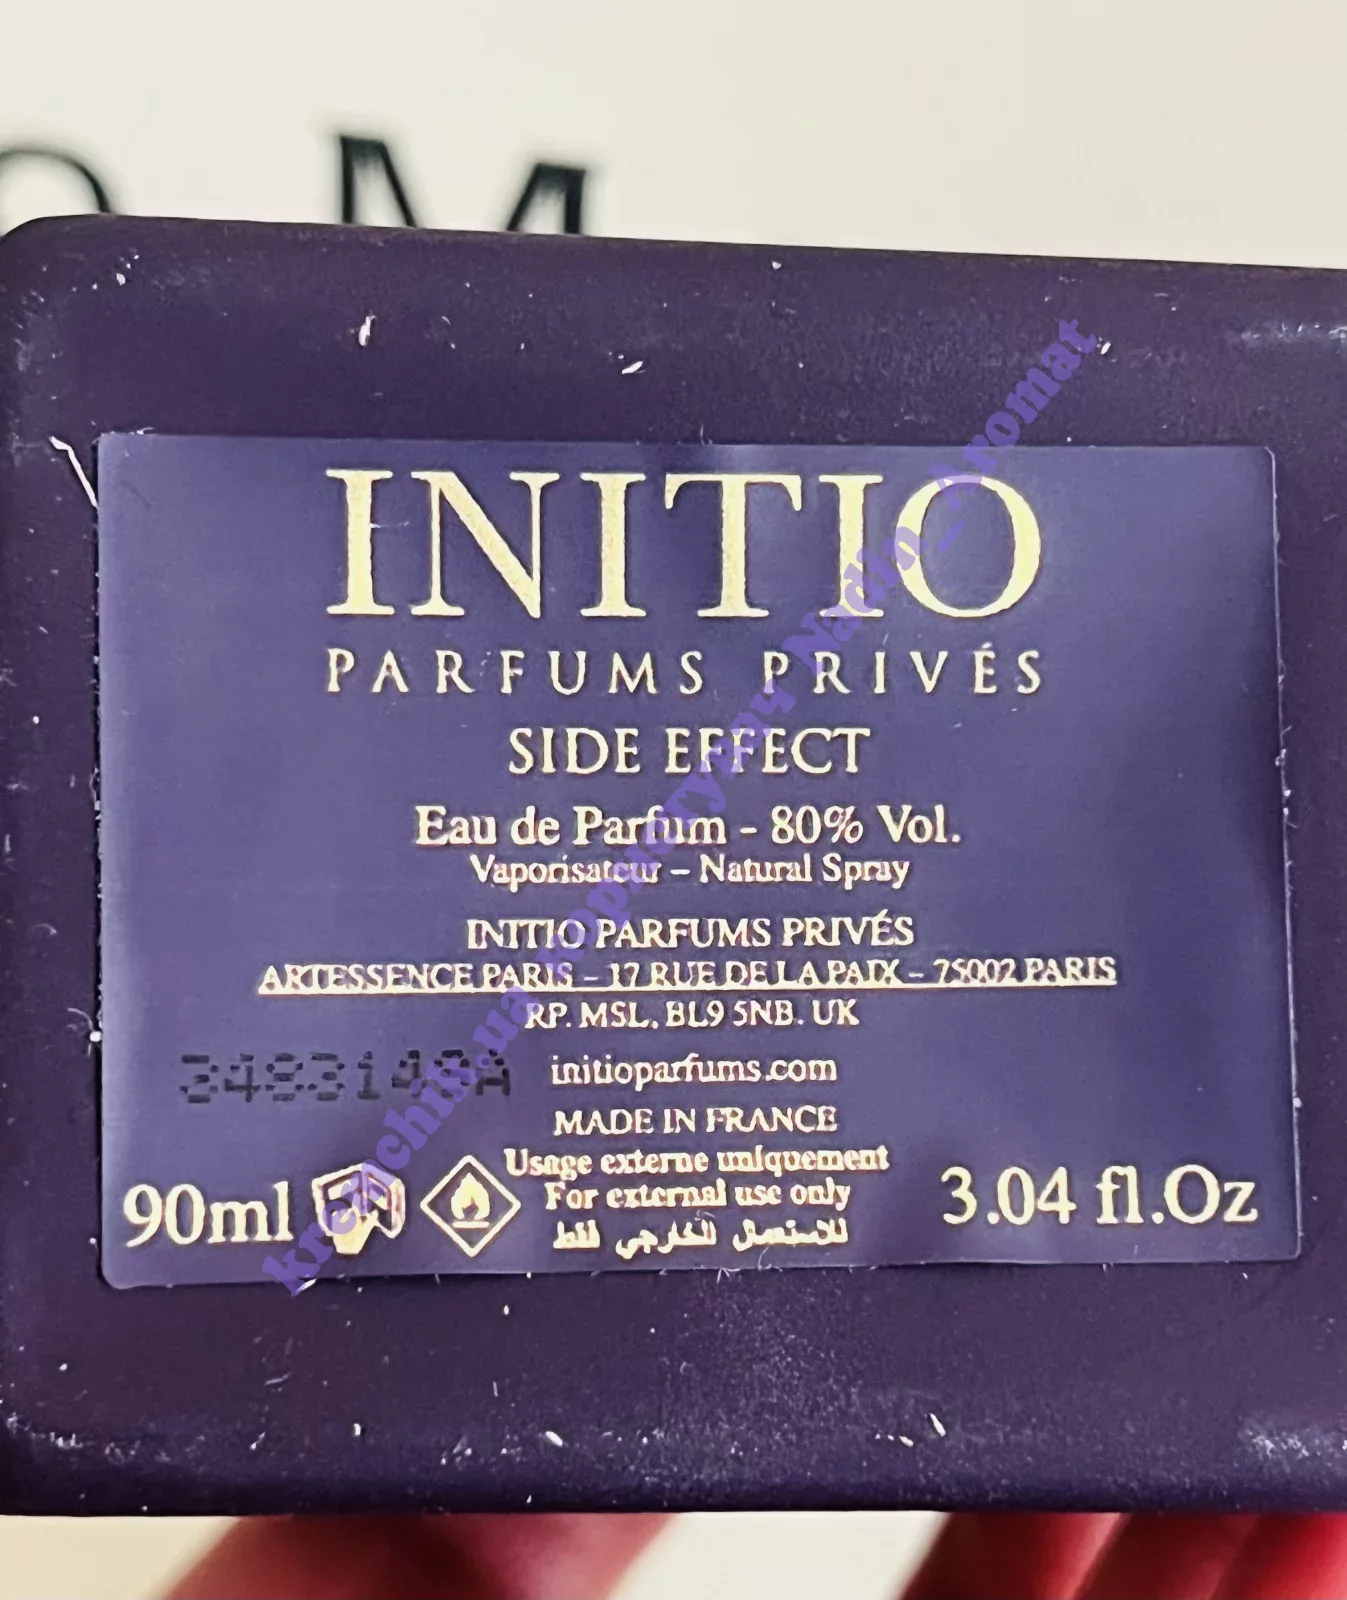 M
INITIO
PARFUMS PRIVÉS
SIDE EFFECT
Eau de Parfum - 80% Vol.
Vaporisateur – Natural Spray
INITIO PARFUMS PRIVÉS
ARTESSENCE PARIS – 17 RUE DE LA PAIX – 75002 PARIS
RP. MSL, BL9 5NB. UK
initioparfums.com
MADE IN FRANCE
Usage externe uniquement
For external use only
للاستعمال الخارجي فقط
90ml
3.04 fl.Oz
Nadin_Aromat